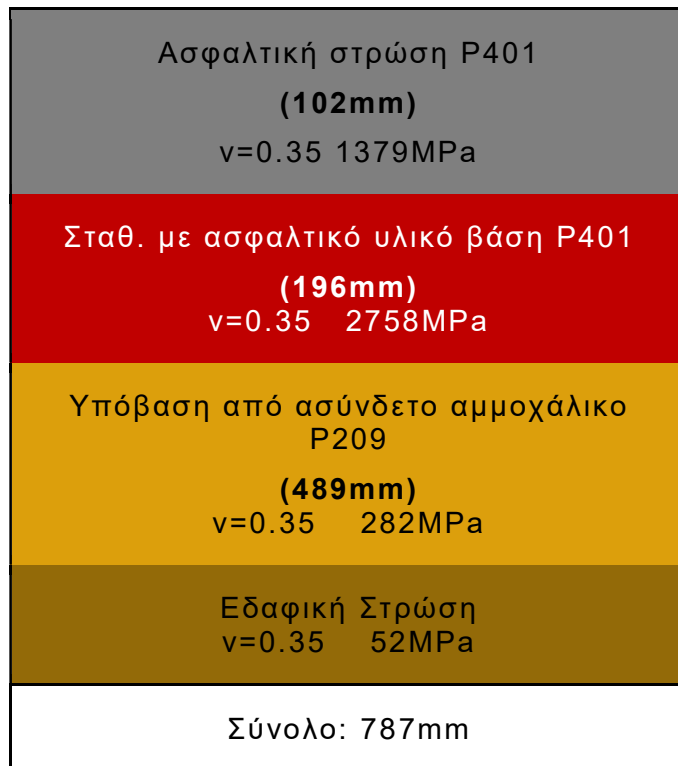 Ασφαλτική στρώση P401
(102mm)
ν=0.35 1379MPa
Σταθ. με ασφαλτικό υλικό βάση P401
(196mm)
ν=0.35 2758MPa
Υπόβαση από ασύνδετο αμμοχάλικο
P209
(489mm)
ν=0.35 282MPa
Εδαφική Στρώση
ν=0.35 52MPa
Σύνολο: 787mm